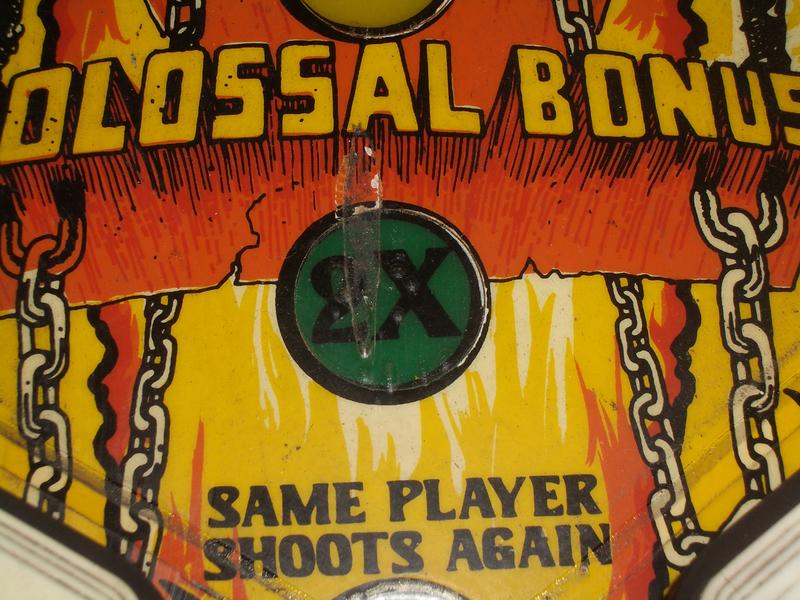 OLOSSAL BONUS
2X
SAME PLAYER
SHOOTS AGAIN